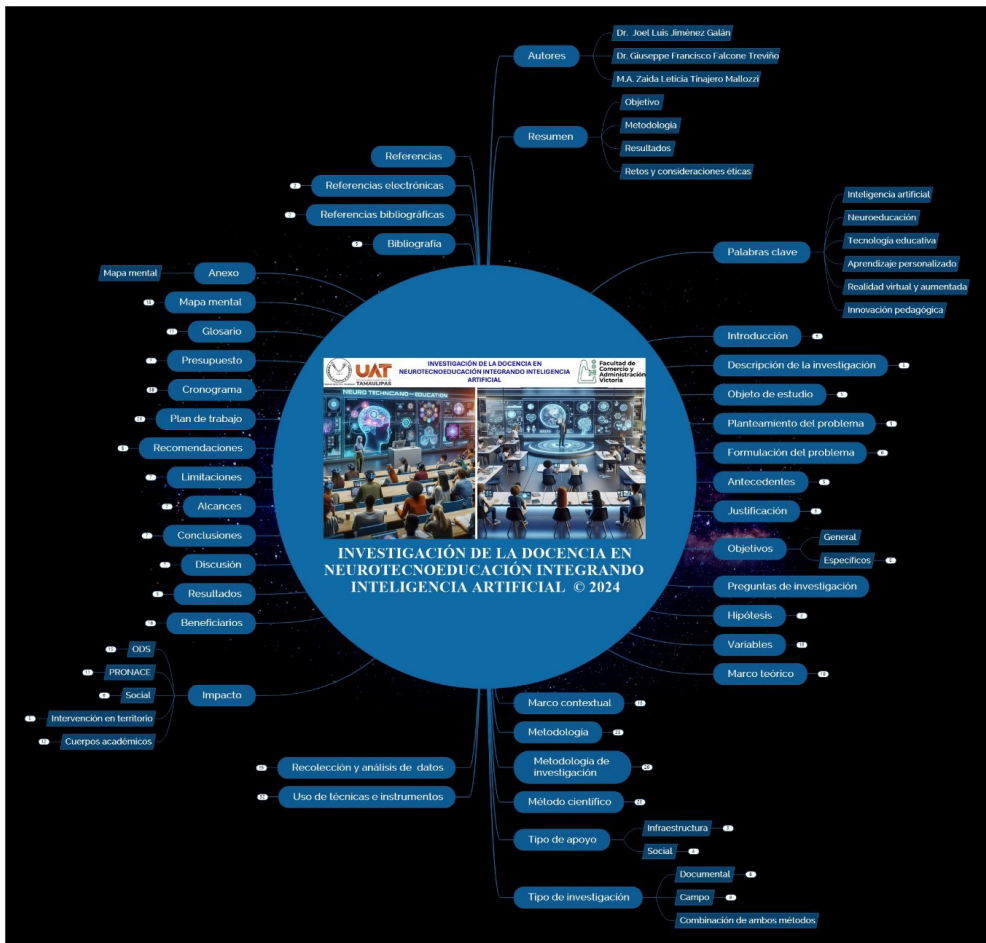 Autores
Dr. Joel Luis Jiménez Galán
Dr. Giuseppe Francisco Falcone Treviño
M.A. Zaida Leticia Tinajero Mallozzi
Resumen
Objetivo
Metodología
Resultados
Retos y consideraciones éticas
Palabras clave
Inteligencia artificial
Neuroeducación
Tecnología educativa
Aprendizaje personalizado
Realidad virtual y aumentada
Innovación pedagógica
Introducción
Descripción de la investigación
Objeto de estudio
Planteamiento del problema
Formulación del problema
Antecedentes
Justificación
Objetivos
General
Específicos
Preguntas de investigación
Hipótesis
Variables
Marco teórico
Marco contextual
Metodología
Metodología de
investigación
Método científico
Tipo de apoyo
Infraestructura
Social
Tipo de investigación
Documental
Campo
Combinación de ambos métodos
Referencias
Referencias electrónicas
Referencias bibliográficas
Bibliografía
Anexo
Mapa mental
Mapa mental
Glosario
Presupuesto
Cronograma
Plan de trabajo
Recomendaciones
Limitaciones
Alcances
Conclusiones
Discusión
Resultados
Beneficiarios
Impacto
ODS
PRONACE
Social
Intervención en territorio
Cuerpos académicos
Recolección y análisis de datos
Uso de técnicas e instrumentos
UAT
TAMAULIPAS
INVESTIGACIÓN DE LA DOCENCIA EN
NEUROTECNOEDUCACIÓN INTEGRANDO INTELIGENCIA
ARTIFICIAL
Facultad de
Comercio y
Administración
Victoria
NEURO TECHNICANO-EDUCATION
INVESTIGACIÓN DE LA DOCENCIA EN
NEUROTECNOEDUCACIÓN INTEGRANDO
INTELIGENCIA ARTIFICIAL © 2024